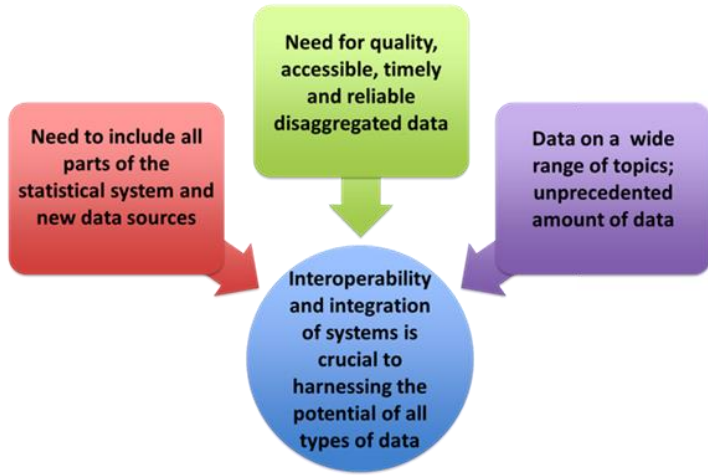 Need to include all
parts of the
statistical system and
new data sources
Need for quality,
accessible, timely
and reliable
disaggregated data
Data on a  wide
range of topics;
unprecedented
amount of data
Interoperability
and integration
of systems is
crucial to
harnessing the
potential of all
types of data